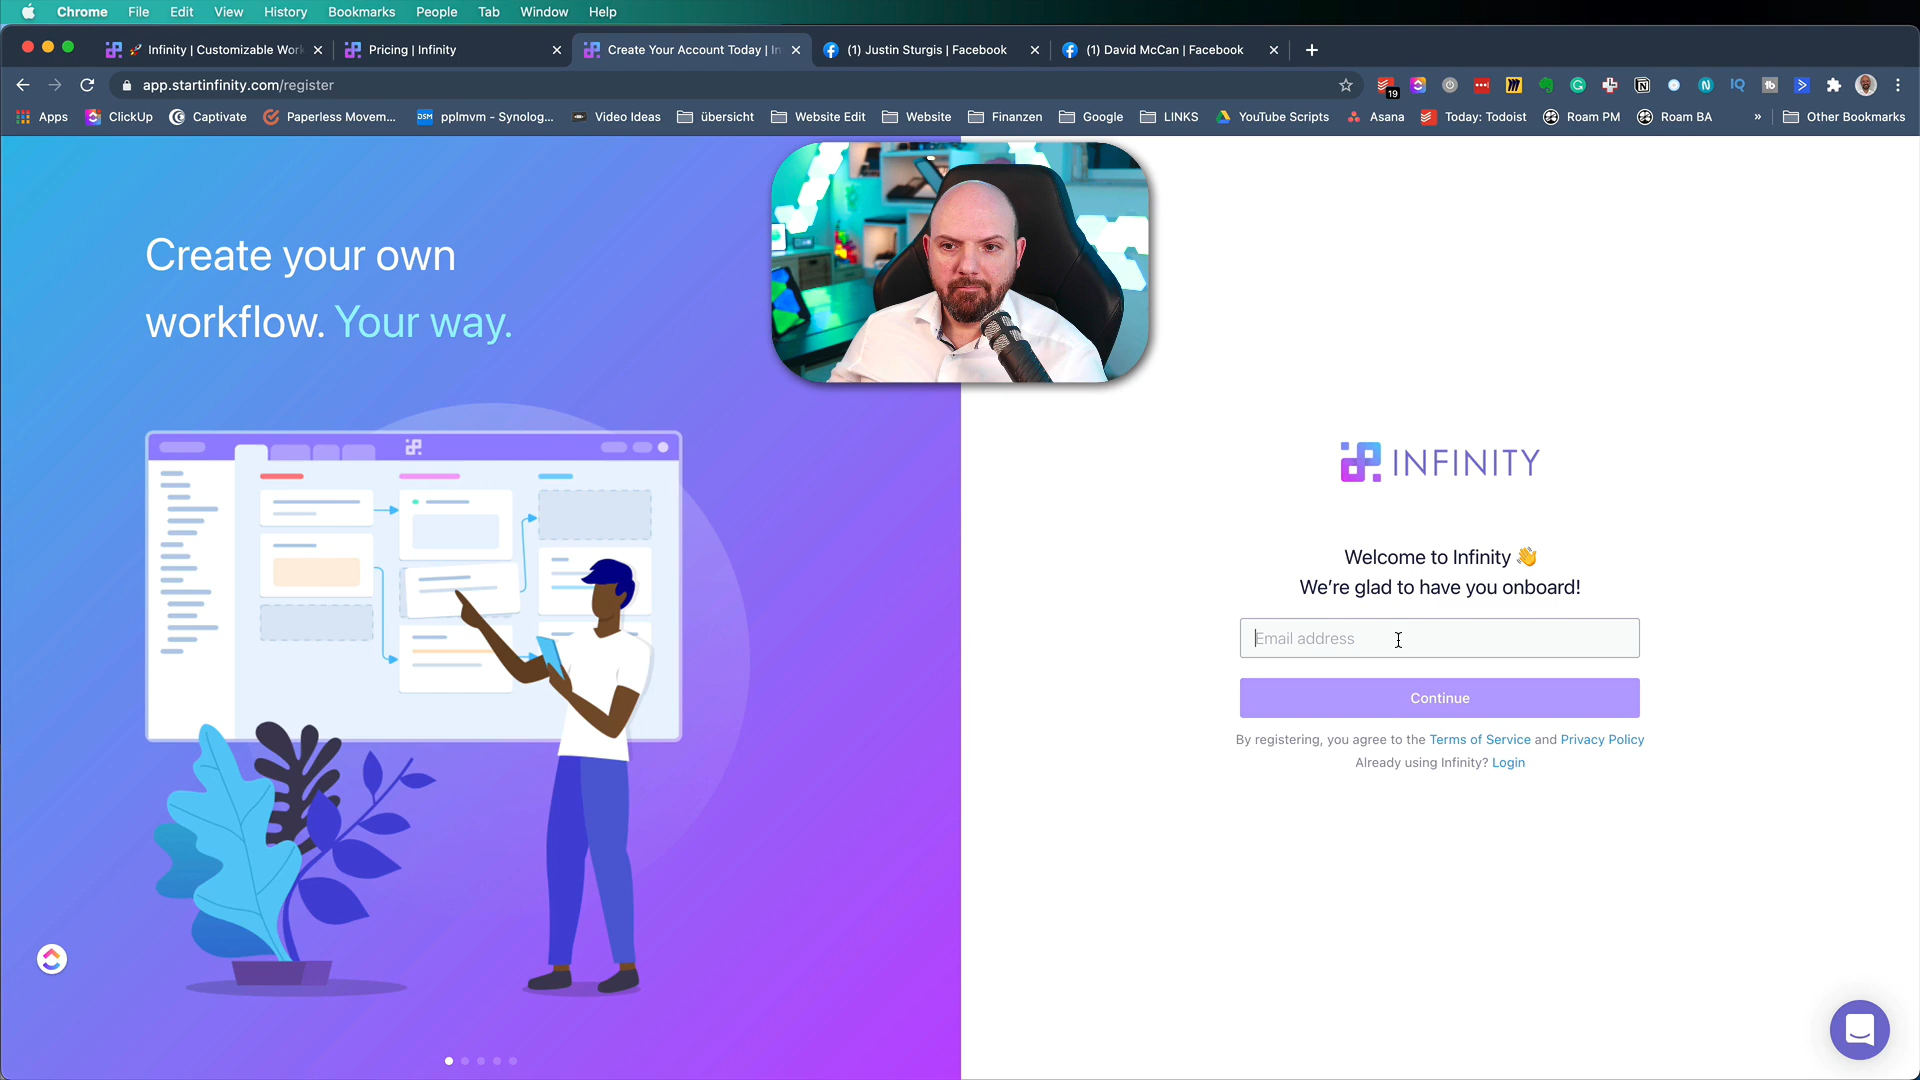 Chrome File Edit View History Bookmarks People Tab Window Help
Infinity | Customizable Work
Pricing | Infinity
Create Your Account Today | In
(1) Justin Sturgis | Facebook
(1) David McCan | Facebook
app.startinfinity.com/register
19
Apps
ClickUp
Captivate
Paperless Movem...
DSM
pplmvm - Synolog...
Video Ideas
übersicht
Website Edit
Website
Finanzen
Google
LINKS
YouTube Scripts
Asana
Today: Todoist
Roam PM
Roam BA
»
Other Bookmarks
Create your own
workflow. Your way.
INFINITY
Welcome to Infinity 👋
We’re glad to have you onboard!
Email address
Continue
By registering, you agree to the Terms of Service and Privacy Policy
Already using Infinity? Login